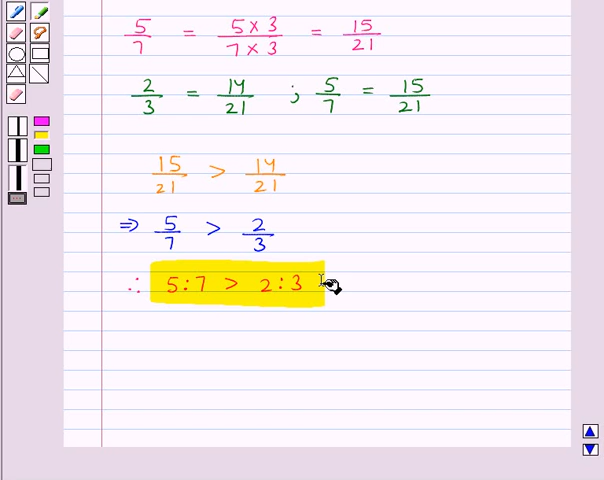 5/7 = 5×3/7×3 = 15/21
2/3 = 14/21 ; 5/7 = 15/21
15/21 > 14/21
⇒ 5/7 > 2/3
∴ 5:7 > 2:3